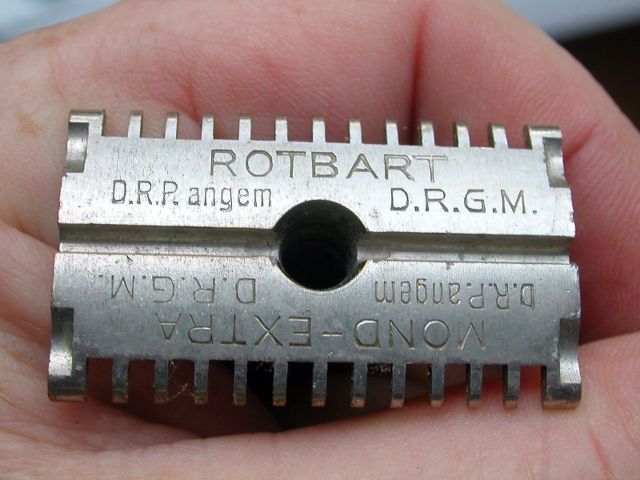 ROTBART
D.R.P. angem D.R.G.M.
MOND-EXTRA
D.R.P. angem D.R.G.M.